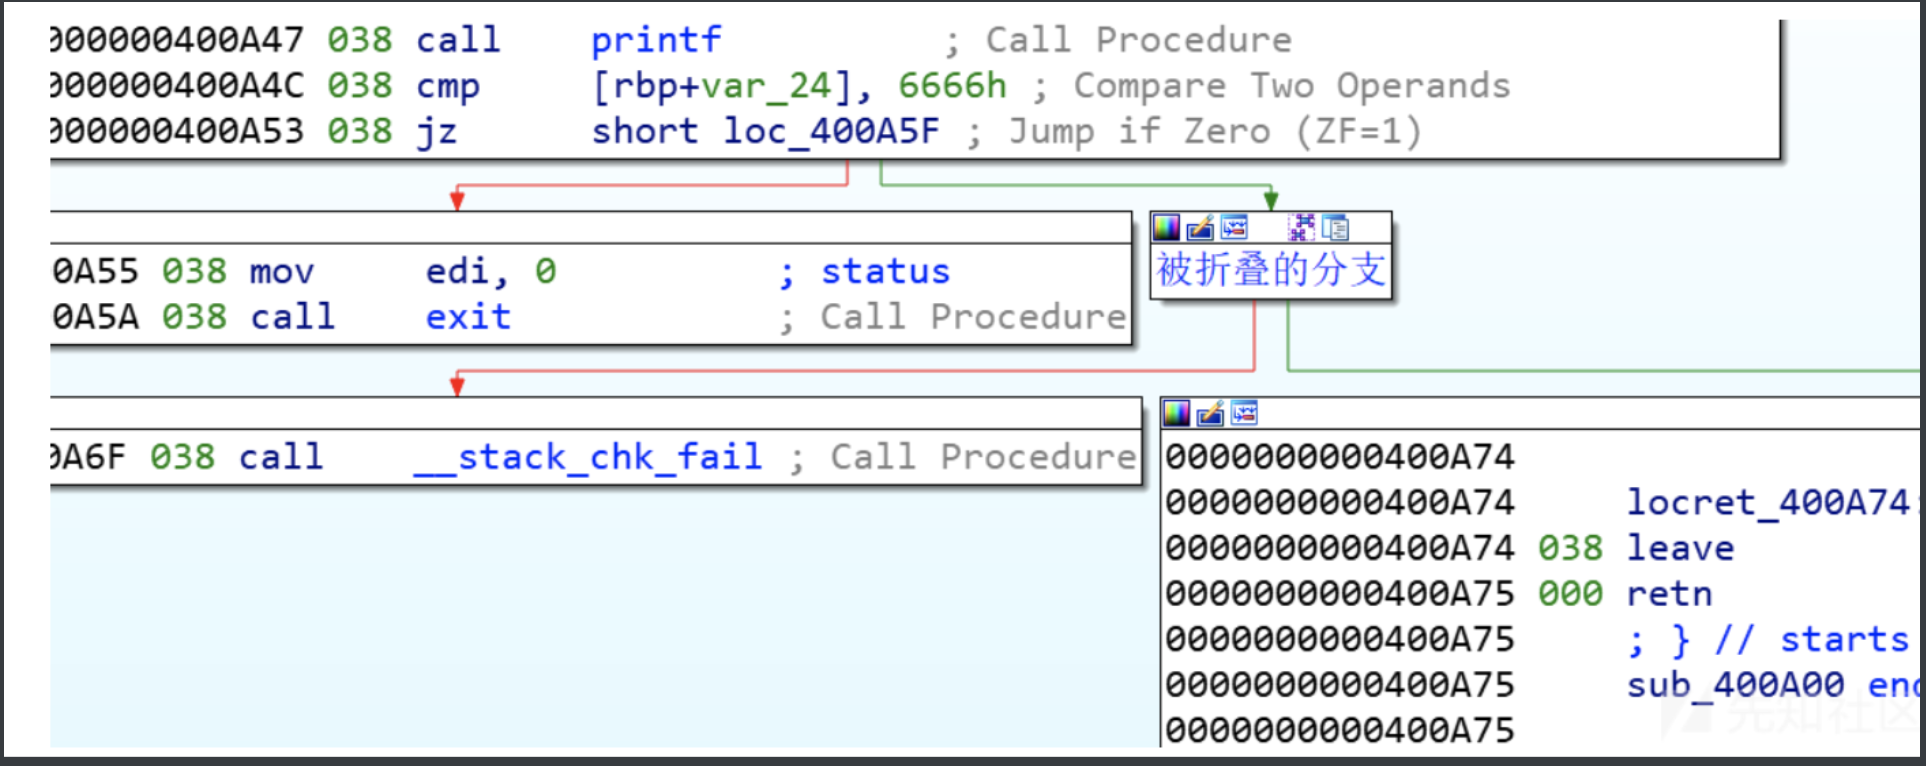 000000400A47 038 call printf ; Call Procedure
000000400A4C 038 cmp [rbp+var_24], 6666h ; Compare Two Operands
000000400A53 038 jz short loc_400A5F ; Jump if Zero (ZF=1)
0A55 038 mov edi, 0 ; status
0A5A 038 call exit ; Call Procedure
被折叠的分支
0A6F 038 call __stack_chk_fail ; Call Procedure
0000000000400A74
0000000000400A74 locret_400A74:
0000000000400A74 038 leave
0000000000400A75 000 retn
0000000000400A75 ; } // starts
0000000000400A75 sub_400A00 end
0000000000400A75
先知社区